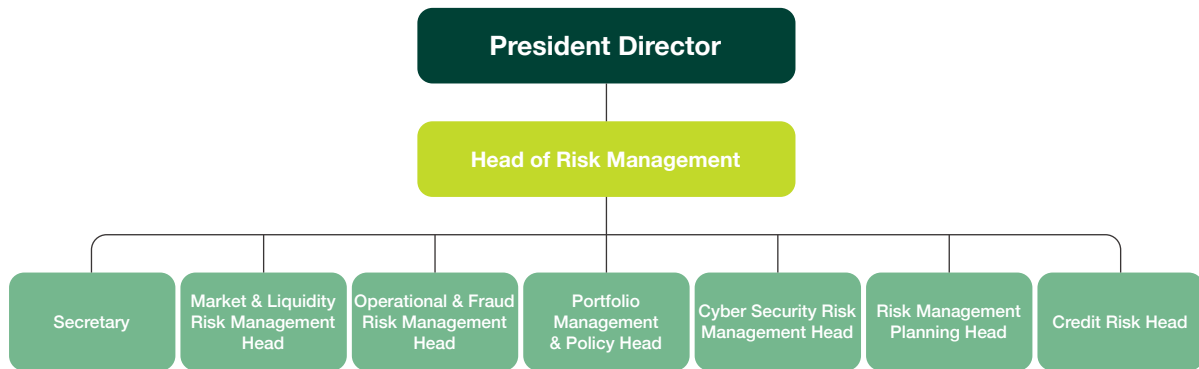 President Director
Head of Risk Management
Secretary
Market & Liquidity
Risk Management
Head
Operational & Fraud
Risk Management
Head
Portfolio
Management
& Policy Head
Cyber Security Risk
Management Head
Risk Management
Planning Head
Credit Risk Head